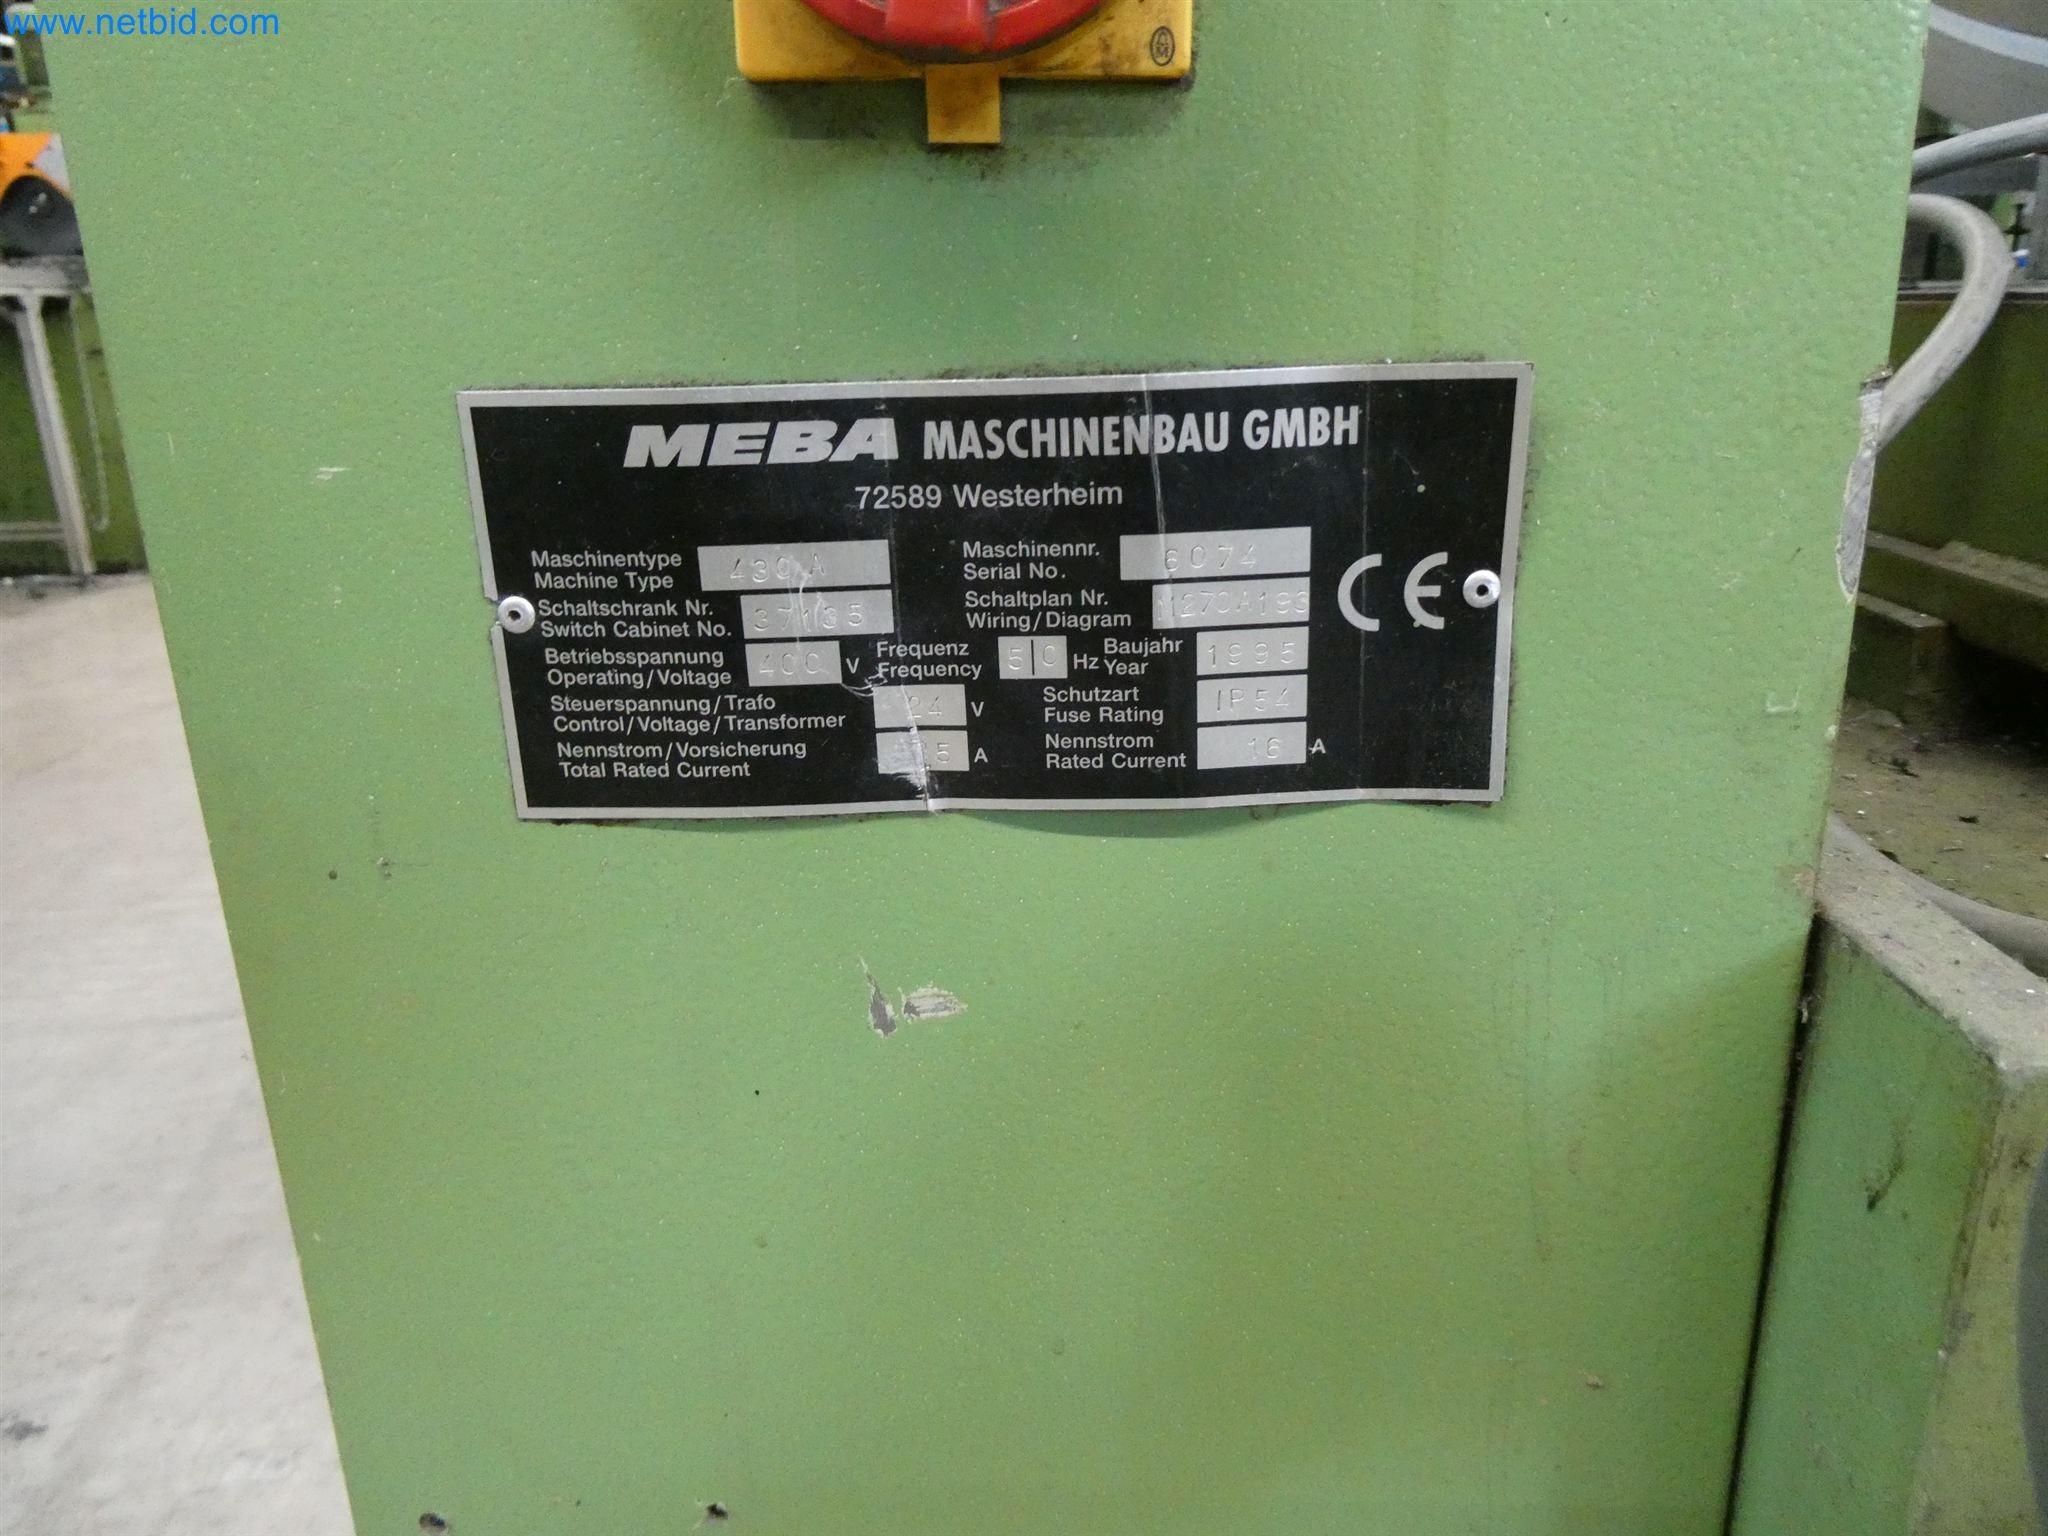 www.netbid.com
MEBA MASCHINENBAU GMBH
72589 Westerheim
Maschinentype 430 A Maschinennr. 6074
Machine Type Serial No.
Schaltschrank Nr. 37135 Schaltplan Nr.
Switch Cabinet No. Wiring/Diagram
Betriebsspannung 400 V Frequenz 50 Hz Baujahr 1995
Operating/Voltage Frequency Year
Steuerspannung/Trafo 24 V Schutzart IP54
Control/Voltage/Transformer Fuse Rating
Nennstrom/Vorsicherung A Nennstrom 16 A
Total Rated Current Rated Current
CE